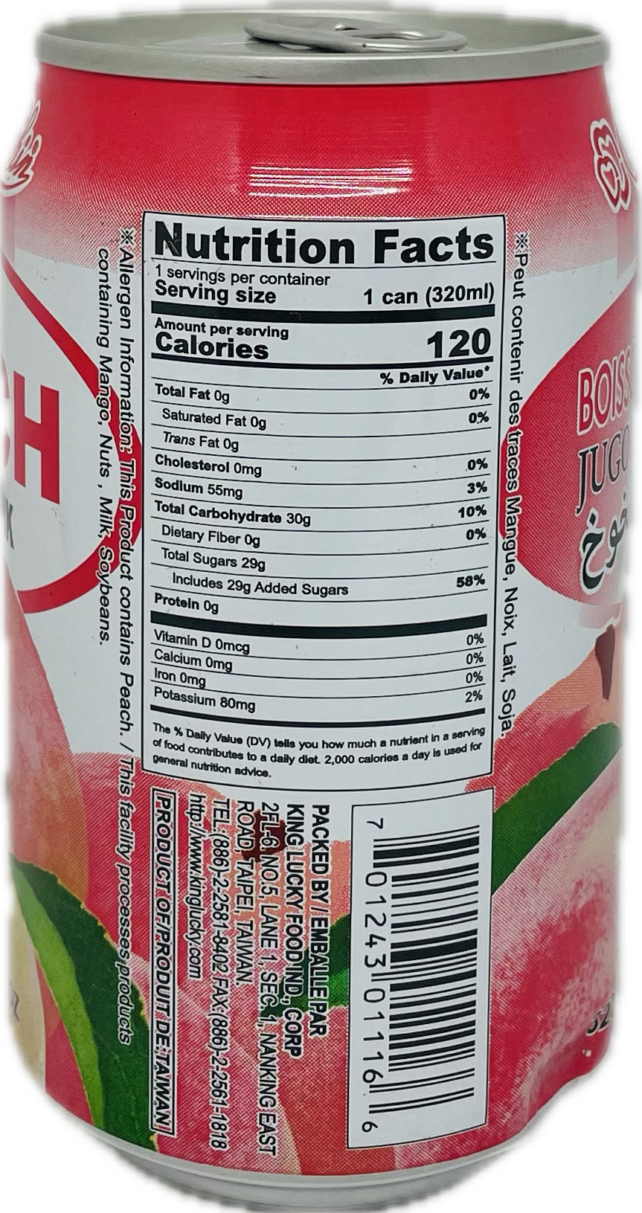 Nutrition Facts
1 servings per container
Serving size 1 can (320ml)
Amount per serving
Calories 120
% Daily Value*
Total Fat 0g 0%
Saturated Fat 0g 0%
Trans Fat 0g
Cholesterol 0mg 0%
Sodium 55mg 3%
Total Carbohydrate 30g 10%
Dietary Fiber 0g 0%
Total Sugars 29g
Includes 29g Added Sugars 58%
Protein 0g
Vitamin D 0mcg 0%
Calcium 0mg 0%
Iron 0mg 0%
Potassium 80mg 2%
The % Daily Value (DV) tells you how much a nutrient in a serving
of food contributes to a daily diet. 2,000 calories a day is used for
general nutrition advice.
※Allergen Information: This Product contains Peach. / This facility processes products
containing Mango, Nuts , Milk, Soybeans.
※Peut contenir des traces Mangue, Noix, Lait, Soja.
PACKED BY / EMBALLE PAR
KING LUCKY FOOD IND., CORP
2FL-6, NO.5, LANE 1, SEC. 1, NANKING EAST
ROAD, TAIPEI, TAIWAN.
TEL:(886)-2-2581-8402 FAX:(886)-2-2561-1818
http://www.kinglucky.com
PRODUCT OF/PRODUIT DE:TAIWAN
7 01243 01116 6
CH
K
BOISS
JUGO
خوخ
32